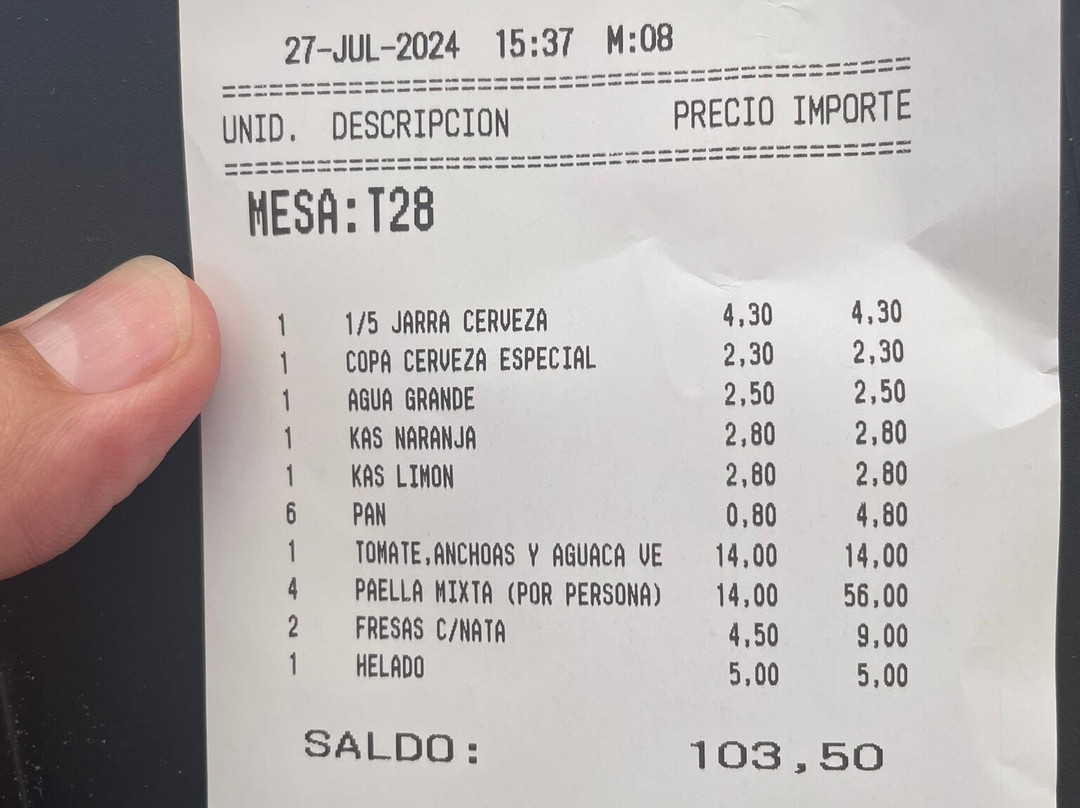 27-JUL-2024 15:37 M:08
==================================================
UNID. DESCRIPCION PRECIO IMPORTE
==================================================
MESA:T28
1 1/5 JARRA CERVEZA 4,30 4,30
1 COPA CERVEZA ESPECIAL 2,30 2,30
1 AGUA GRANDE 2,50 2,50
1 KAS NARANJA 2,80 2,80
1 KAS LIMON 2,80 2,80
6 PAN 0,80 4,80
1 TOMATE,ANCHOAS Y AGUACA VE 14,00 14,00
4 PAELLA MIXTA (POR PERSONA) 14,00 56,00
2 FRESAS C/NATA 4,50 9,00
1 HELADO 5,00 5,00
SALDO: 103,50